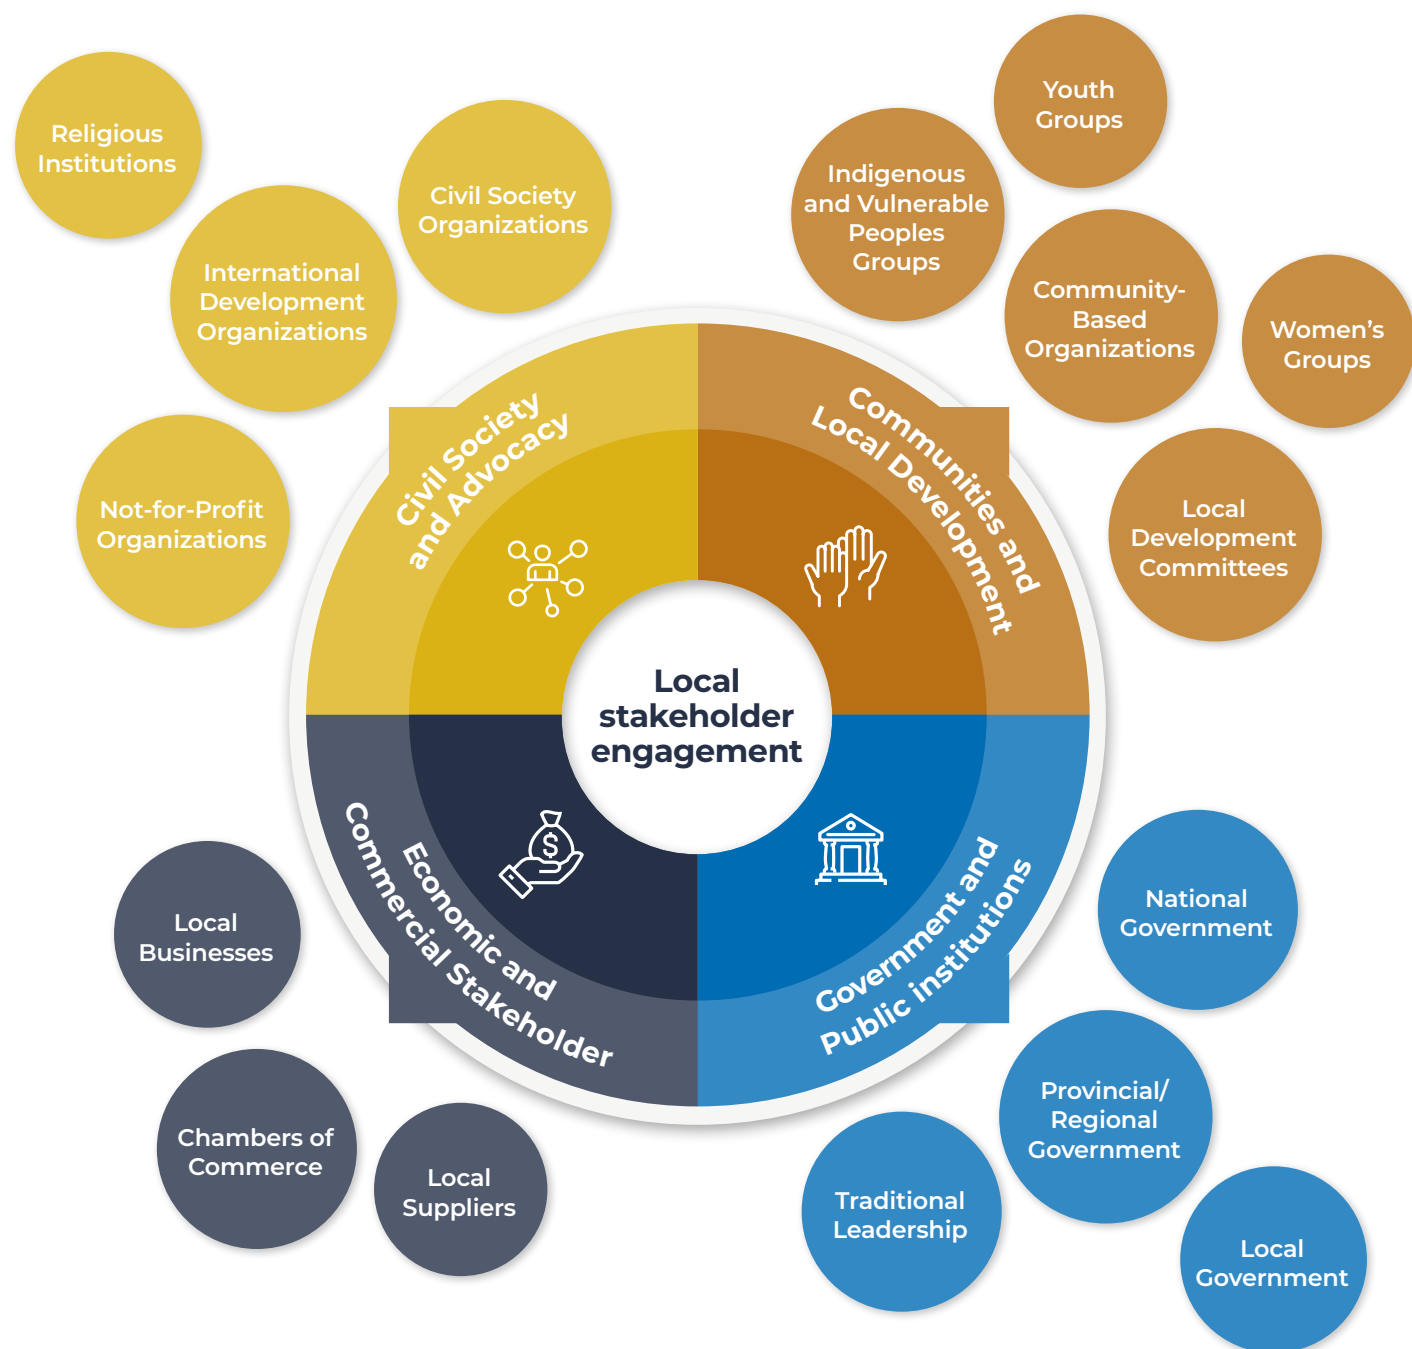 Religious
Institutions
Civil Society
Organizations
International
Development
Organizations
Not-for-Profit
Organizations
Youth
Groups
Indigenous
and Vulnerable
Peoples
Groups
Community-
Based
Organizations
Women’s
Groups
Local
Development
Committees
Civil Society
and Advocacy
Communities and
Local Development
Local
stakeholder
engagement
$
Economic and
Commercial Stakeholder
Government and
Public institutions
Local
Businesses
Chambers of
Commerce
Local
Suppliers
National
Government
Provincial/
Regional
Government
Traditional
Leadership
Local
Government